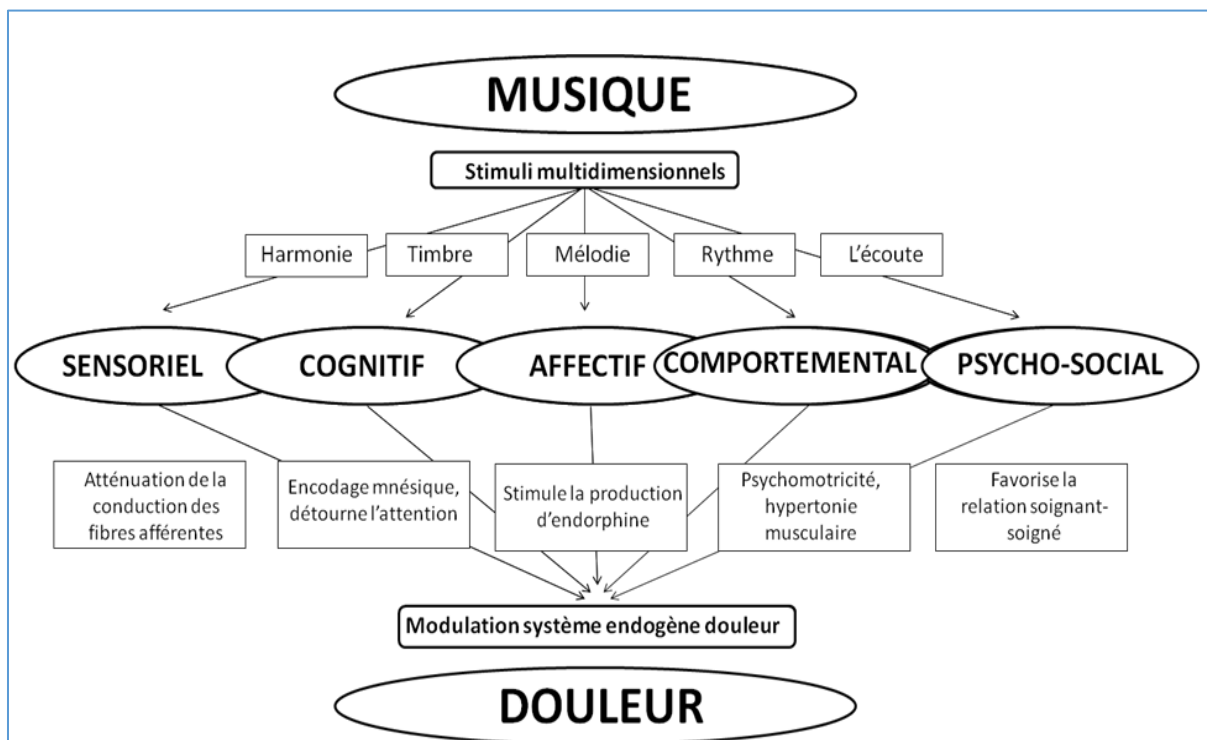 MUSIQUE
Stimuli multidimensionnels
Harmonie
Timbre
Mélodie
Rythme
L'écoute
SENSORIEL
COGNITIF
AFFECTIF
COMPORTEMENTAL
PSYCHO-SOCIAL
Atténuation de la
conduction des
fibres afférentes
Encodage mnésique,
détourne l'attention
Stimule la production
d'endorphine
Psychomotricité,
hypertonie
musculaire
Favorise la
relation soignant-
soigné
Modulation système endogène douleur
DOULEUR